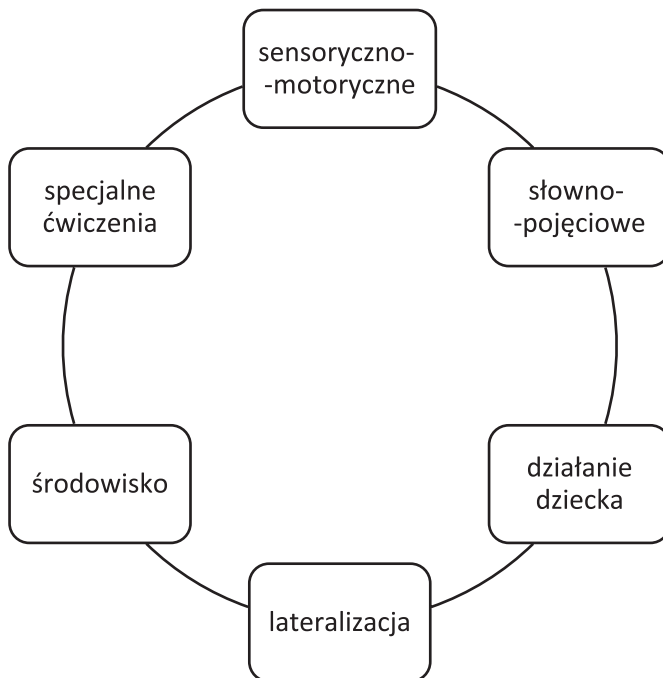 sensoryczno-
-motoryczne
słowno-
-pojęciowe
działanie
dziecka
lateralizacja
środowisko
specjalne
ćwiczenia